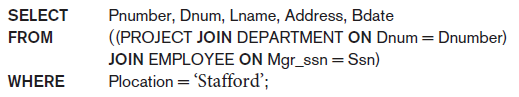 SELECT Pnumber, Dnum, Lname, Address, Bdate
FROM ((PROJECT JOIN DEPARTMENT ON Dnum = Dnumber)
JOIN EMPLOYEE ON Mgr_ssn = Ssn)
WHERE Plocation = ‘Stafford’;